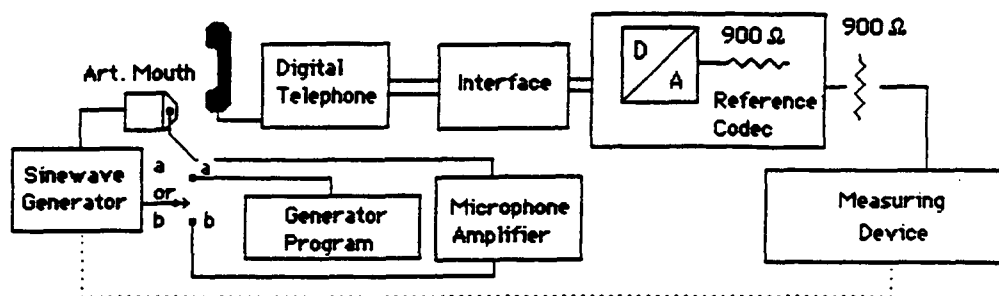 900 Ω
900 Ω
D
A
Reference
Codec
Digital
Telephone
Interface
Art. Mouth
Sinewave
Generator
a
or
b
a
b
Generator
Program
Microphone
Amplifier
Measuring
Device